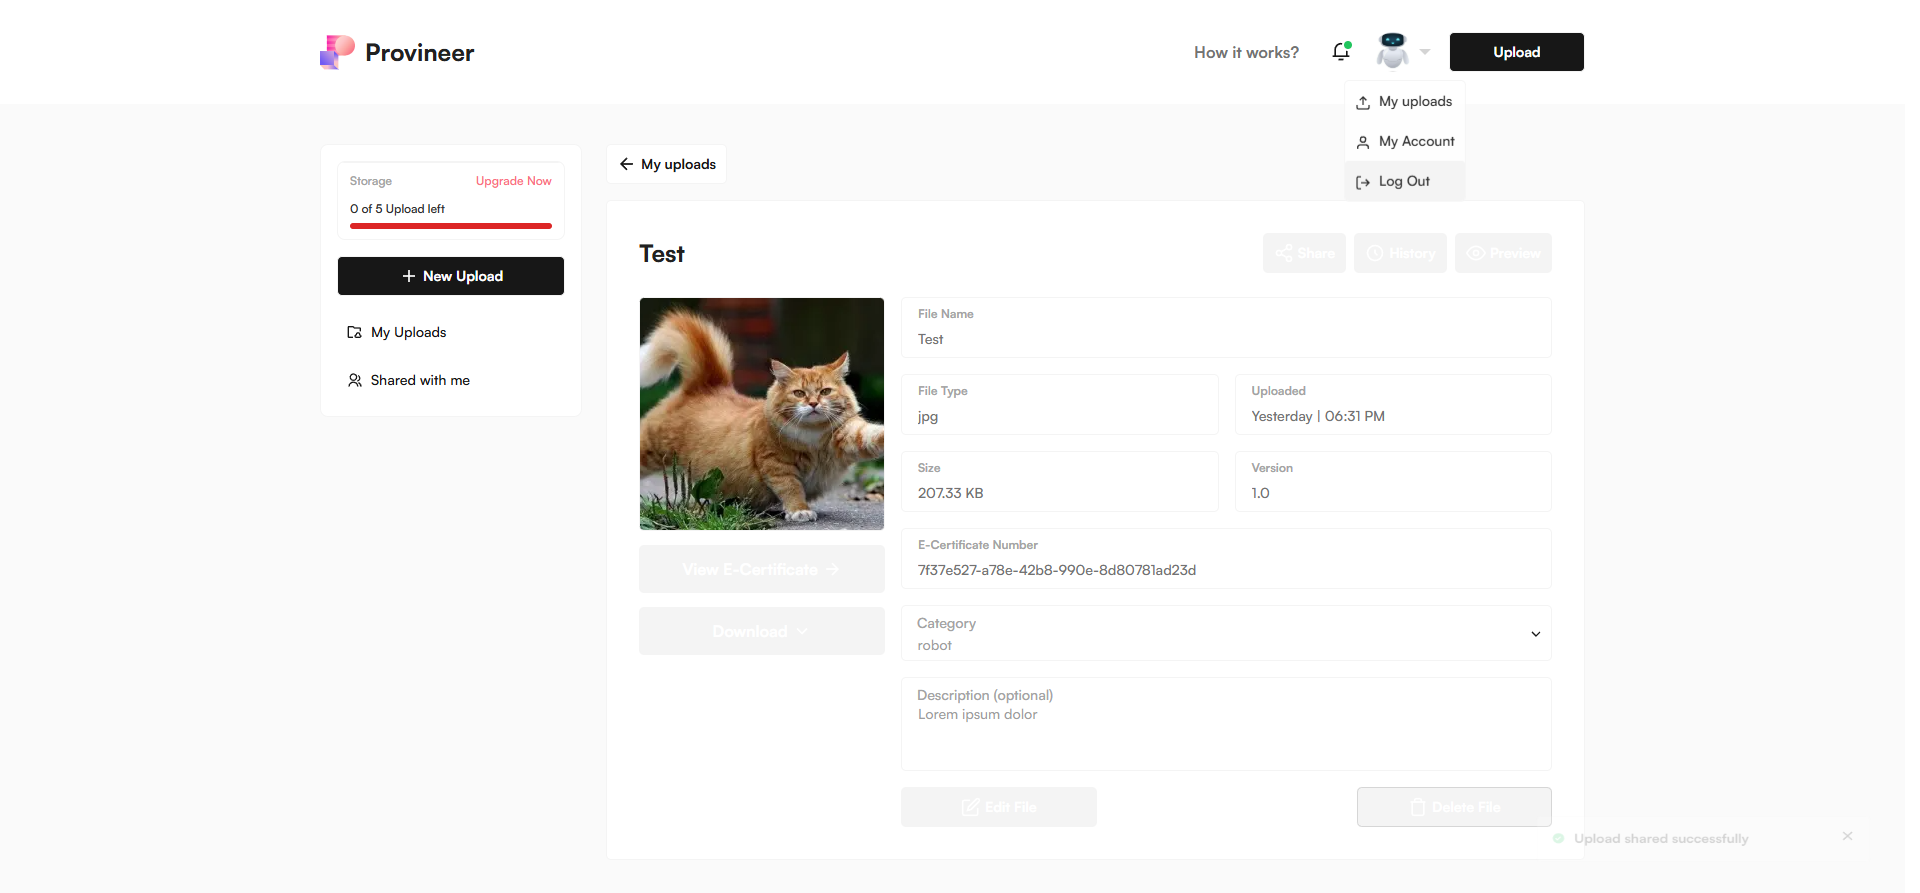 Provineer
How it works?
Upload
My uploads
My Account
Log Out
Storage
Upgrade Now
0 of 5 Upload left
New Upload
My Uploads
Shared with me
My uploads
Test
Share
History
Preview
File Name
Test
File Type
jpg
Uploaded
Yesterday | 06:31 PM
Size
207.33 KB
Version
1.0
E-Certificate Number
7f37e527-a78e-42b8-990e-8d80781ad23d
View E-Certificate
Download
Category
robot
Description (optional)
Lorem ipsum dolor
Edit File
Delete File
Upload shared successfully